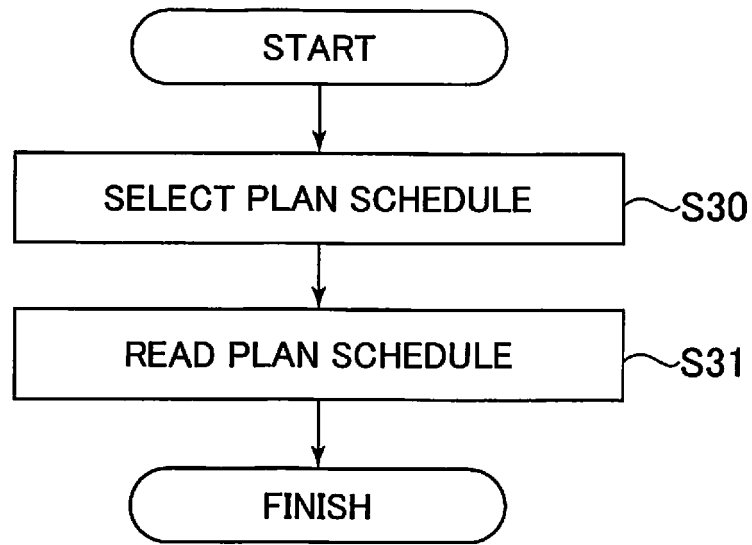 START
SELECT PLAN SCHEDULE
S30
READ PLAN SCHEDULE
S31
FINISH